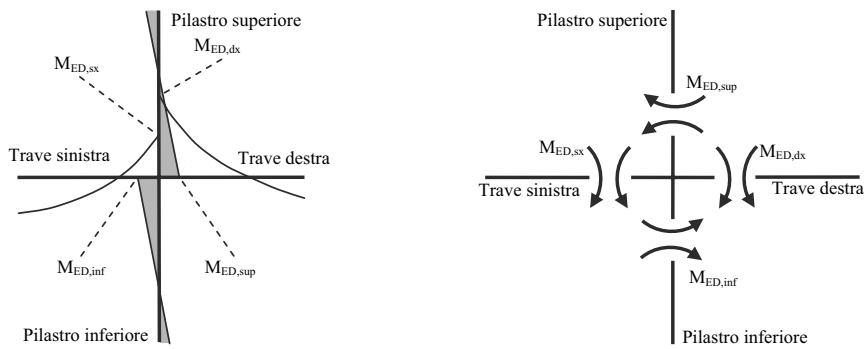 Pilastro superiore
M_ED,dx
M_ED,sx
Trave sinistra
Trave destra
M_ED,inf
M_ED,sup
Pilastro inferiore
Pilastro superiore
M_ED,sup
M_ED,sx
M_ED,dx
Trave sinistra
Trave destra
M_ED,inf
Pilastro inferiore